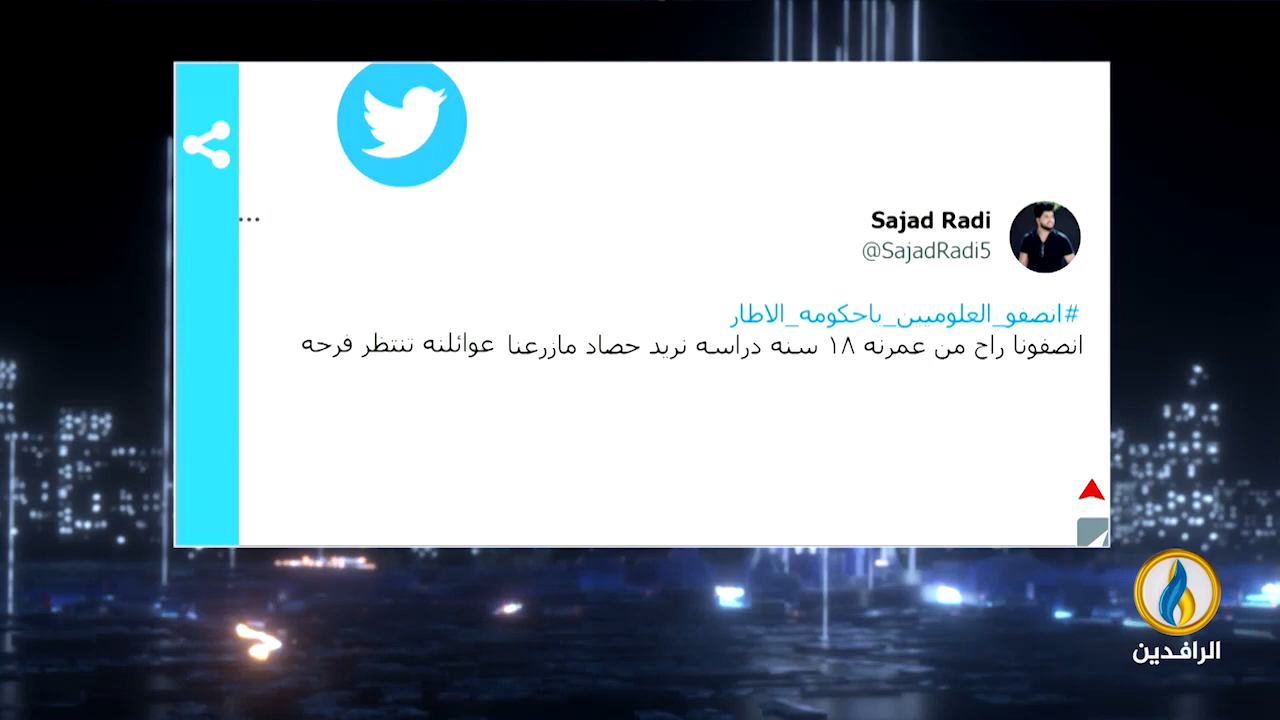 ...
Sajad Radi
@SajadRadi5
#انصفو_العلوميين_ياحكومه_الاطار
انصفونا راح من عمرنه ١٨ سنه دراسه نريد حصاد مازرعنا عوائلنه تنتظر فرحه
الرافدين